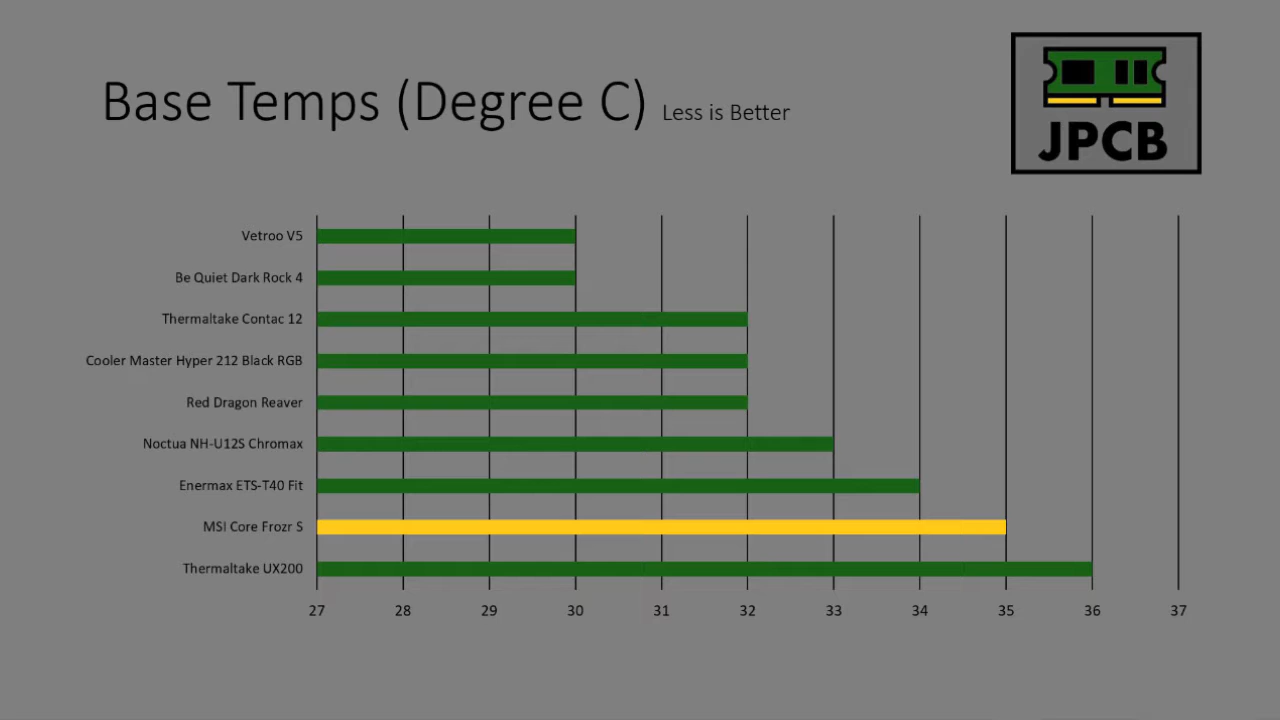 Base Temps (Degree C) Less is Better
JPCB
Vetroo V5
Be Quiet Dark Rock 4
Thermaltake Contac 12
Cooler Master Hyper 212 Black RGB
Red Dragon Reaver
Noctua NH-U12S Chromax
Enermax ETS-T40 Fit
MSI Core Frozr S
Thermaltake UX200
27 28 29 30 31 32 33 34 35 36 37